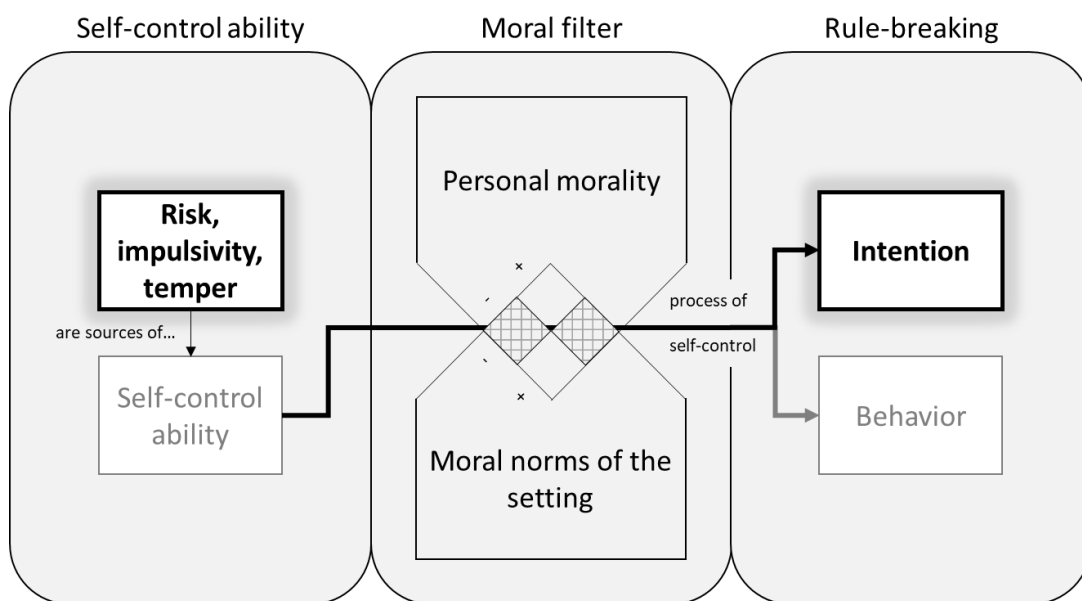 Self-control ability
Moral filter
Rule-breaking
Risk,
impulsivity,
temper
are sources of...
Self-control
ability
Personal morality
×
-
-
×
Moral norms of the
setting
process of
self-control
Intention
Behavior